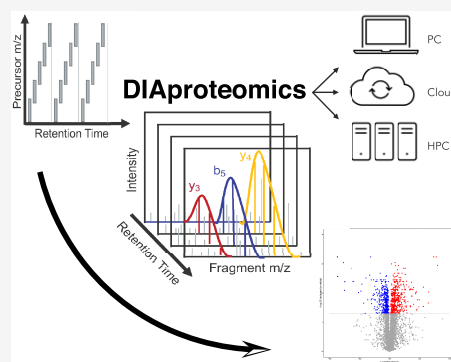 Precursor m/z
Retention Time
DIAproteomics
PC
Clou
HPC
Intensity
y3
b5
y4
Retention Time
Fragment m/z